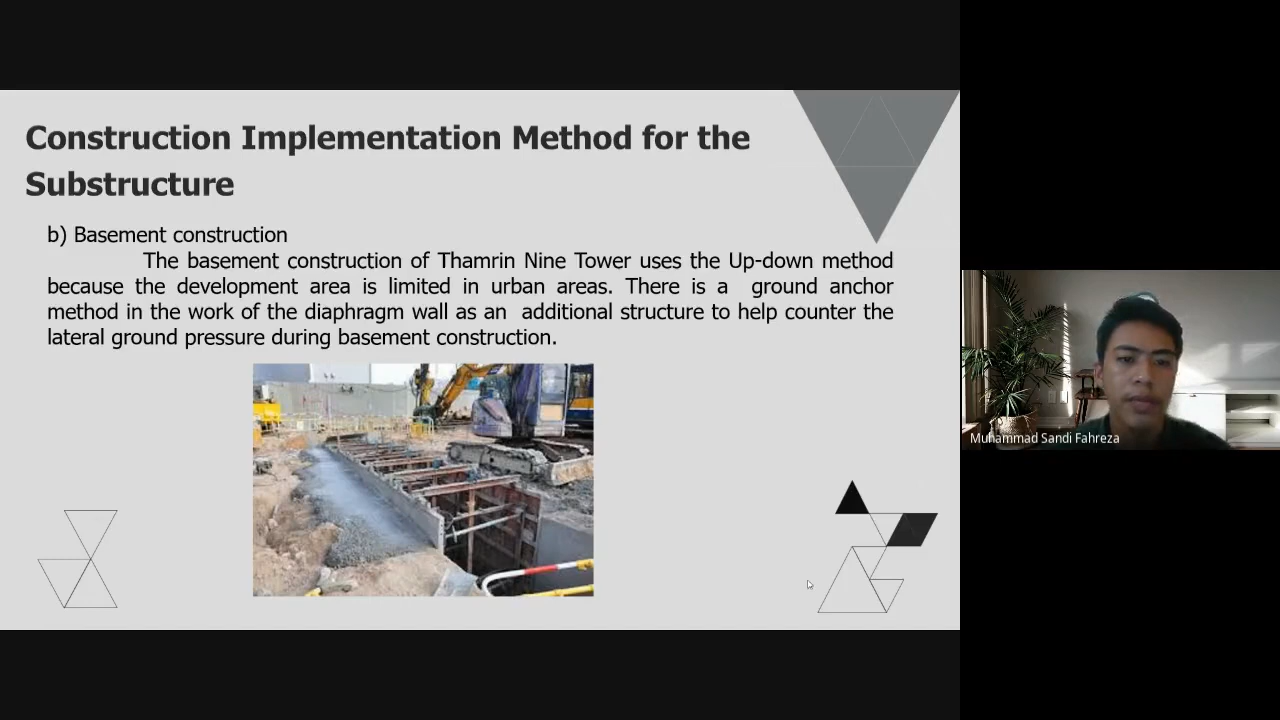 Construction Implementation Method for the
Substructure
b) Basement construction
The basement construction of Thamrin Nine Tower uses the Up-down method
because the development area is limited in urban areas. There is a ground anchor
method in the work of the diaphragm wall as an additional structure to help counter the
lateral ground pressure during basement construction.
Muhammad Sandi Fahreza